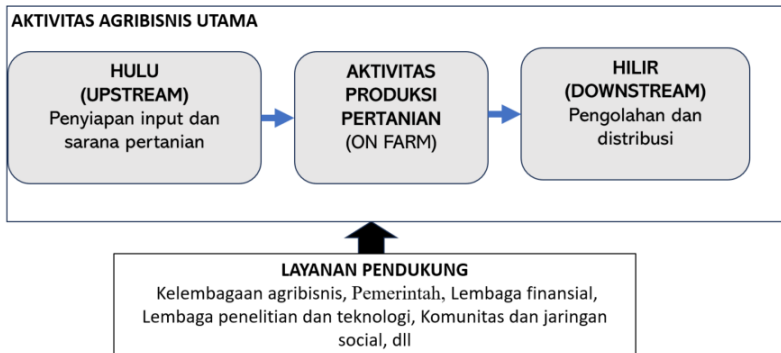 AKTIVITAS AGRIBISNIS UTAMA
HULU
(UPSTREAM)
Penyiapan input dan
sarana pertanian
AKTIVITAS
PRODUKSI
PERTANIAN
(ON FARM)
HILIR
(DOWNSTREAM)
Pengolahan dan
distribusi
LAYANAN PENDUKUNG
Kelembagaan agribisnis, Pemerintah, Lembaga finansial,
Lembaga penelitian dan teknologi, Komunitas dan jaringan
social, dll